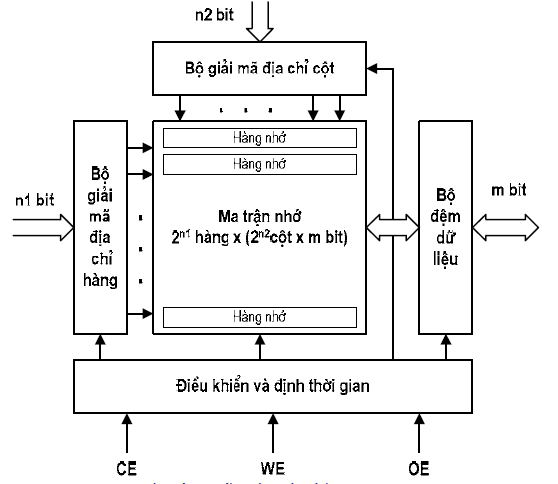 n2 bit
Bộ giải mã địa chỉ cột
Hàng nhớ
Hàng nhớ
Bộ
giải
mã
địa
chỉ
hàng
n1 bit
Ma trận nhớ
2ⁿ¹ hàng x (2ⁿ²cột x m bit)
Bộ
đệm
dữ
liệu
m bit
Hàng nhớ
Điều khiển và định thời gian
CE
WE
OE